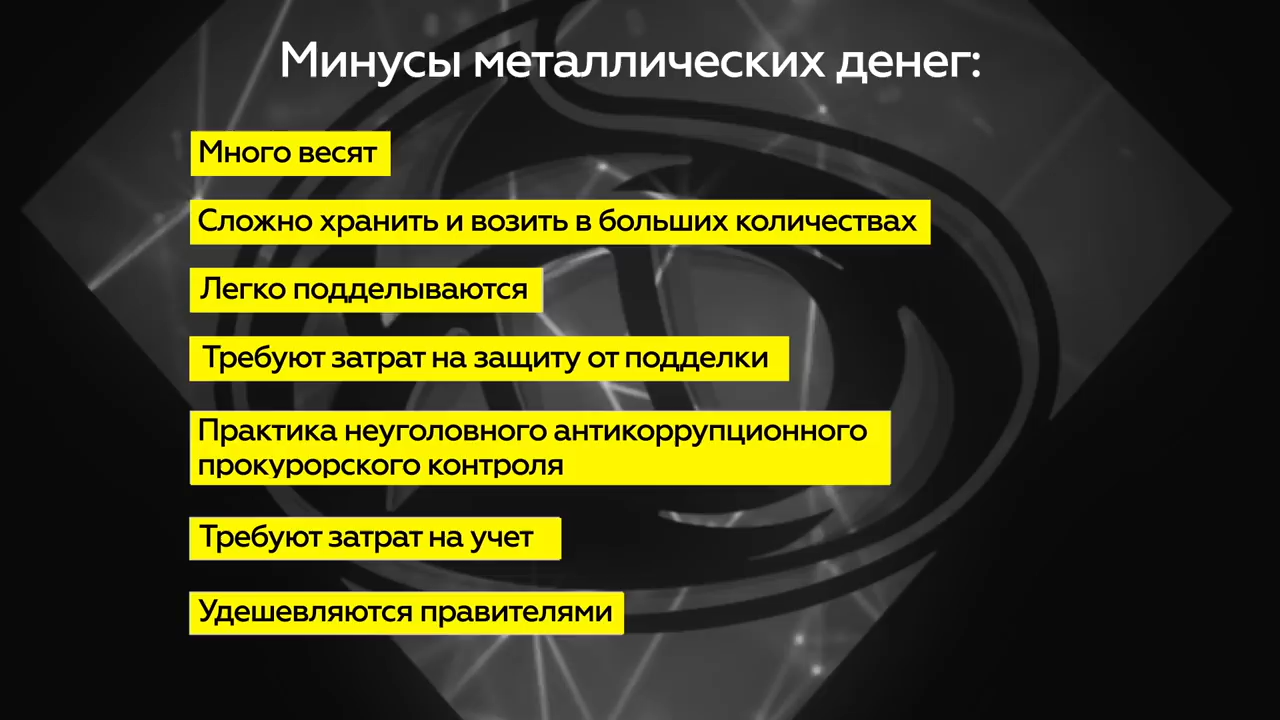 Минусы металлических денег:
Много весят
Сложно хранить и возить в больших количествах
Легко подделываются
Требуют затрат на защиту от подделки
Практика неуголовного антикоррупционного
прокурорского контроля
Требуют затрат на учет
Удешевляются правителями